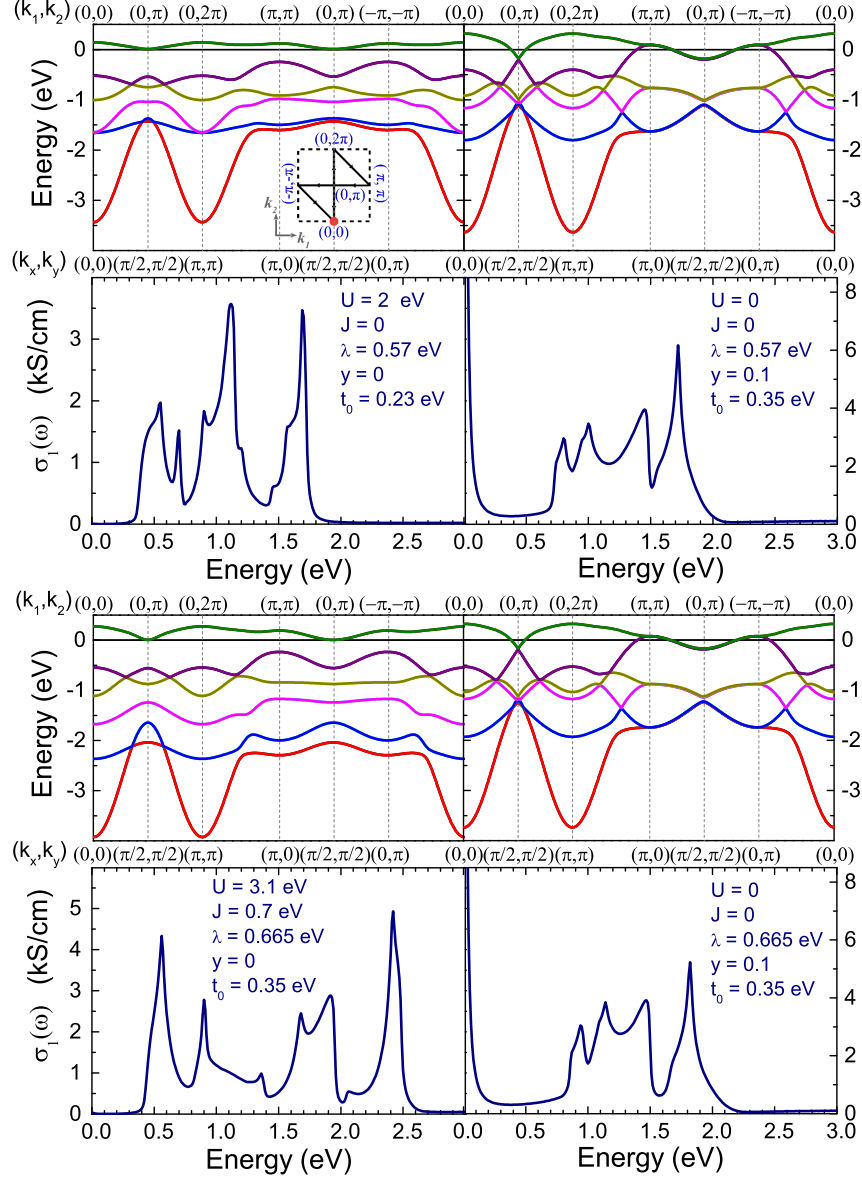 (k1,k2) (0,0) (0,π) (0,2π) (π,π) (0,π) (−π,−π) (0,0) (0,π) (0,2π) (π,π) (0,π) (−π,−π) (0,0)
Energy (eV)
0
-1
-2
-3
(0,2π)
(-π,-π)
(0,π)
(π,π)
(0,0)
k2
k1
0
-1
-2
-3
(kx,ky) (0,0) (π/2,π/2) (π,π) (π,0) (π/2,π/2) (0,π) (0,0) (π/2,π/2) (π,π) (π,0) (π/2,π/2) (0,π) (0,0)
σ1(ω) (kS/cm)
3
2
1
0
U = 2 eV
J = 0
λ = 0.57 eV
y = 0
t0 = 0.23 eV
U = 0
J = 0
λ = 0.57 eV
y = 0.1
t0 = 0.35 eV
8
6
4
2
0
0.0 0.5 1.0 1.5 2.0 2.5 0.0 0.5 1.0 1.5 2.0 2.5 3.0
Energy (eV) Energy (eV)
(k1,k2) (0,0) (0,π) (0,2π) (π,π) (0,π) (−π,−π) (0,0) (0,π) (0,2π) (π,π) (0,π) (−π,−π) (0,0)
Energy (eV)
0
-1
-2
-3
0
-1
-2
-3
(kx,ky) (0,0) (π/2,π/2) (π,π) (π,0) (π/2,π/2) (0,π) (0,0) (π/2,π/2) (π,π) (π,0) (π/2,π/2) (0,π) (0,0)
σ1(ω) (kS/cm)
5
4
3
2
1
0
U = 3.1 eV
J = 0.7 eV
λ = 0.665 eV
y = 0
t0 = 0.35 eV
U = 0
J = 0
λ = 0.665 eV
y = 0.1
t0 = 0.35 eV
8
6
4
2
0
0.0 0.5 1.0 1.5 2.0 2.5 0.0 0.5 1.0 1.5 2.0 2.5 3.0
Energy (eV) Energy (eV)